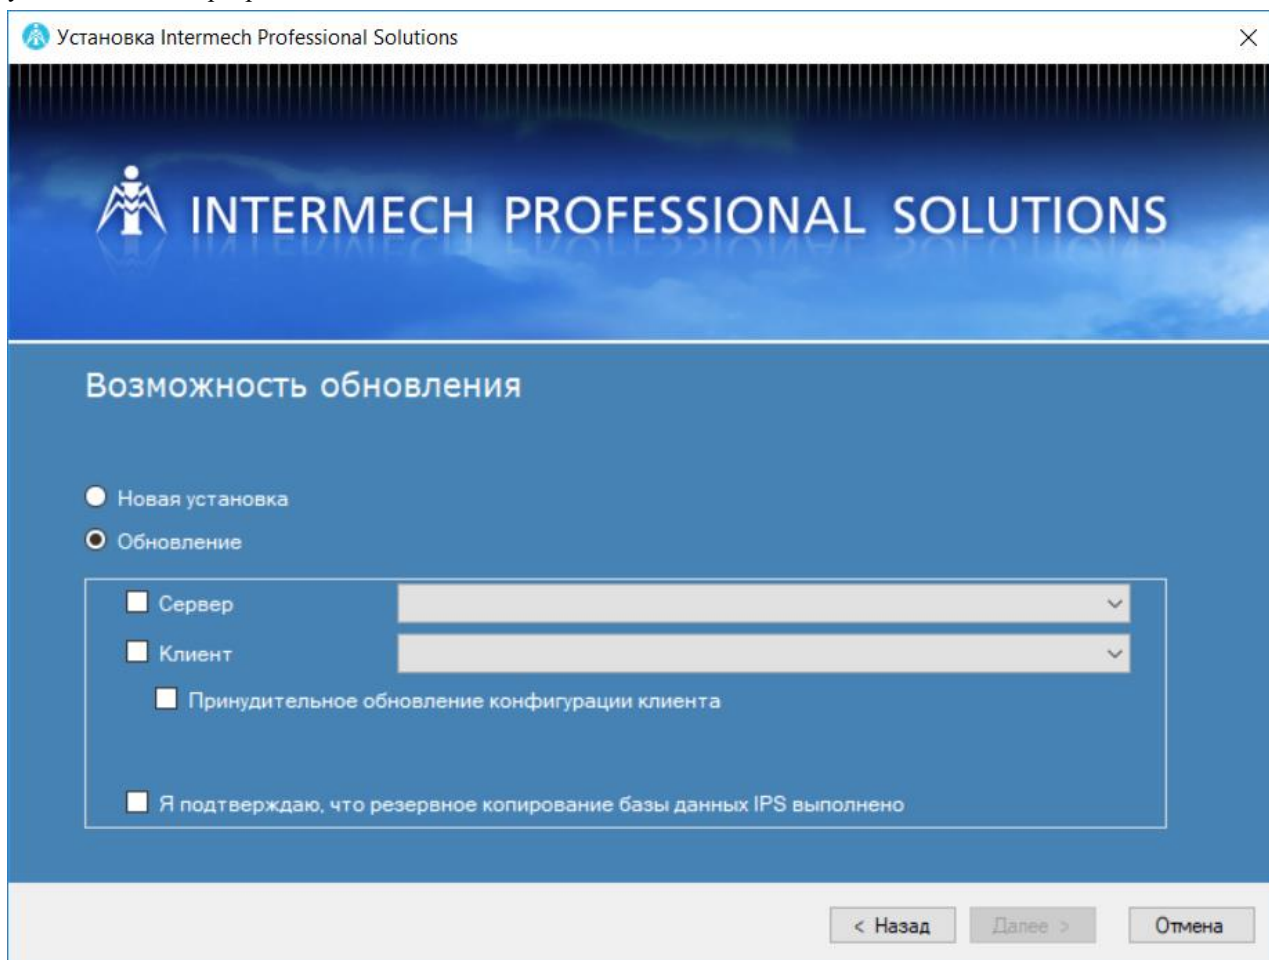 Установка Intermech Professional Solutions
INTERMECH PROFESSIONAL SOLUTIONS
Возможность обновления
Новая установка
Обновление
Сервер
Клиент
Принудительное обновление конфигурации клиента
Я подтверждаю, что резервное копирование базы данных IPS выполнено
< Назад
Далее >
Отмена